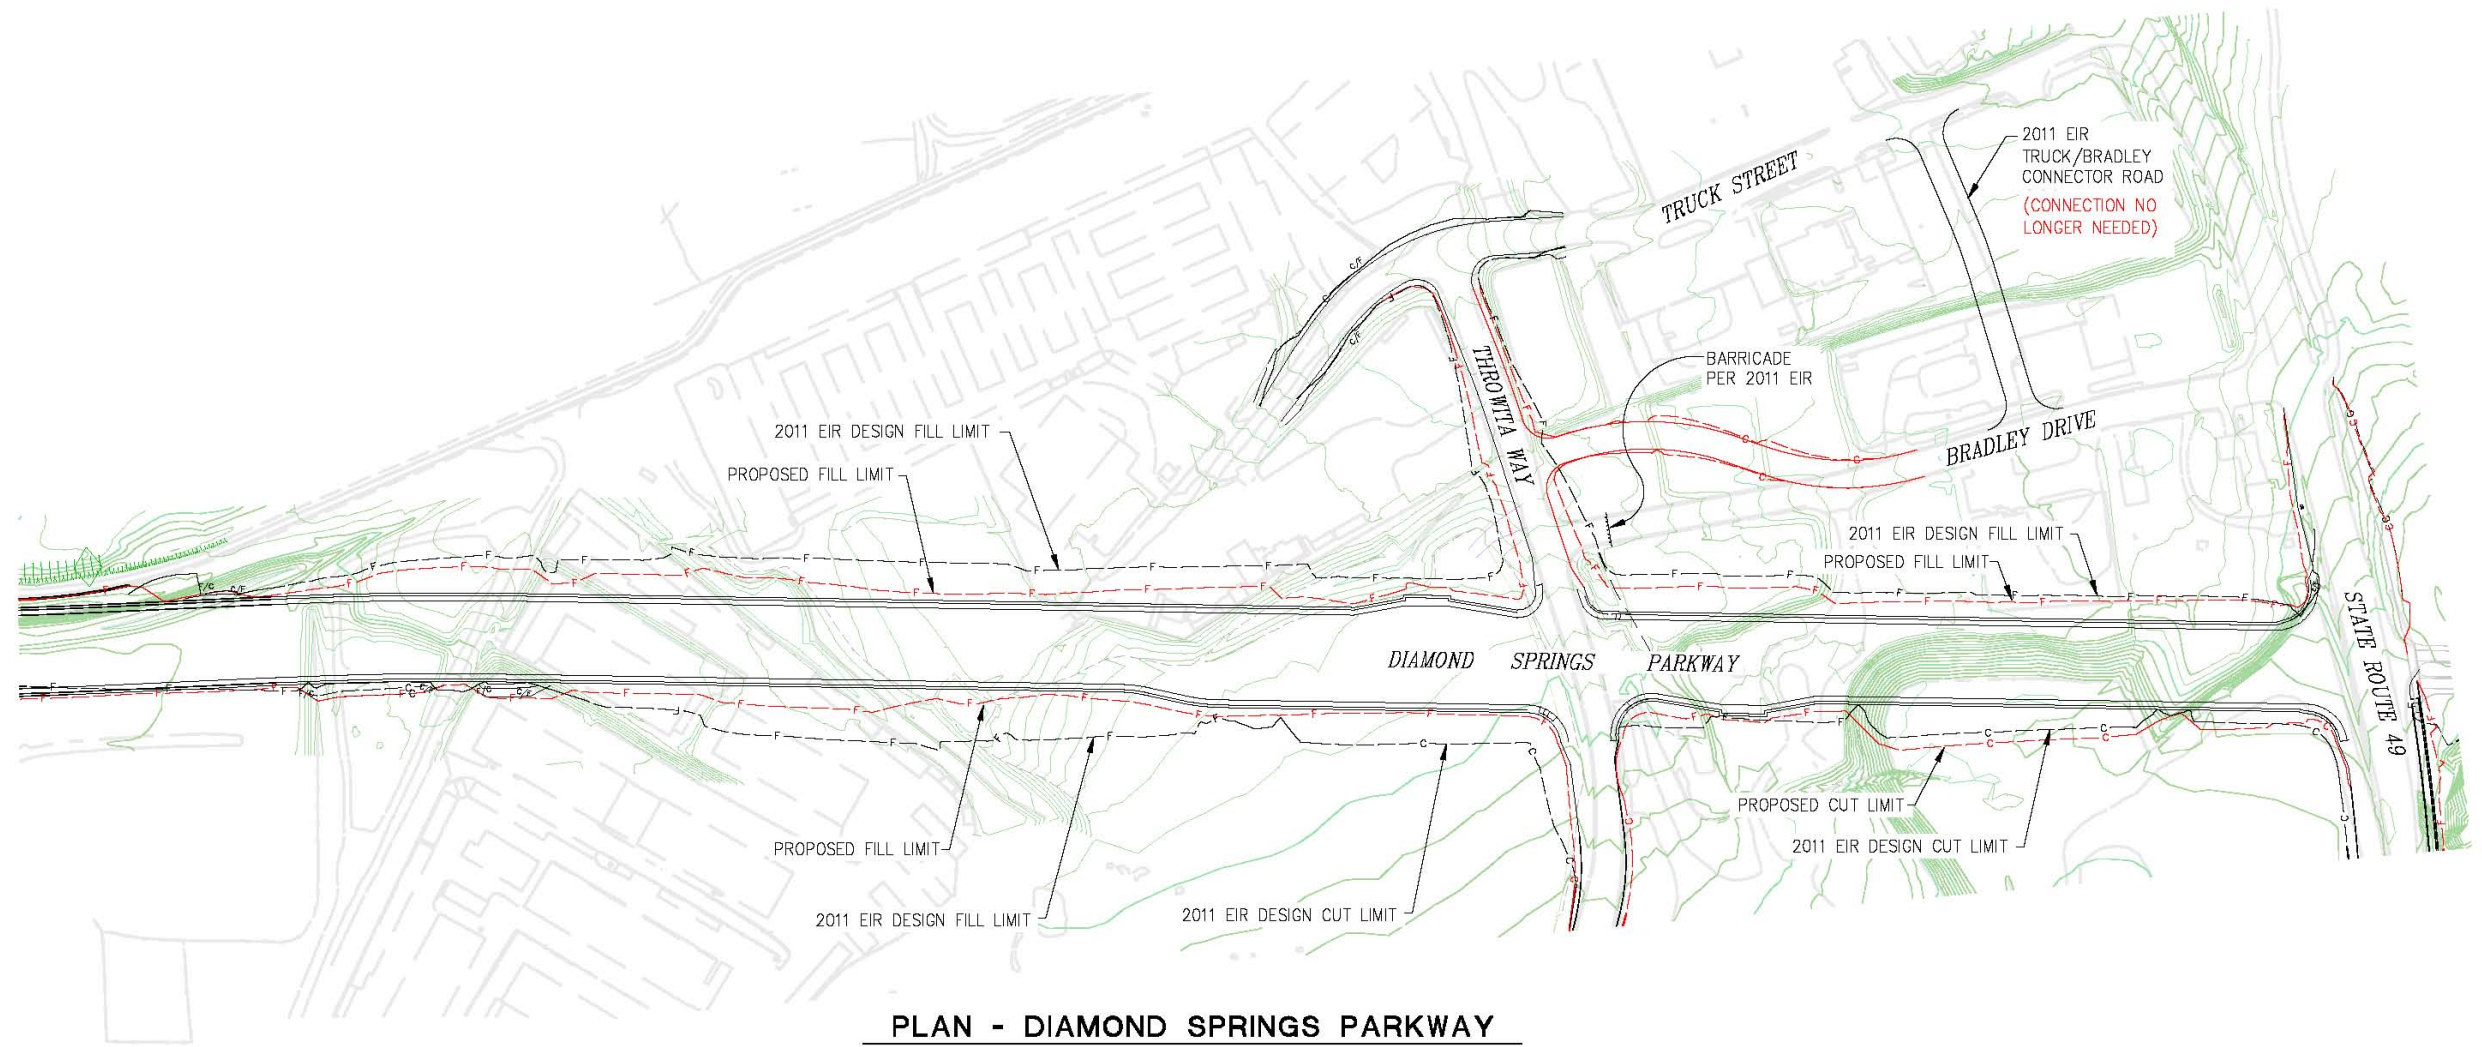 2011 EIR
TRUCK/BRADLEY
CONNECTOR ROAD
(CONNECTION NO
LONGER NEEDED)
TRUCK STREET
C/F
C/F
THROWITA WAY
BARRICADE
PER 2011 EIR
BRADLEY DRIVE
2011 EIR DESIGN FILL LIMIT
PROPOSED FILL LIMIT
2011 EIR DESIGN FILL LIMIT
PROPOSED FILL LIMIT
F/C
C/F
DIAMOND SPRINGS PARKWAY
STATE ROUTE 49
PROPOSED CUT LIMIT
2011 EIR DESIGN CUT LIMIT
PROPOSED FILL LIMIT
2011 EIR DESIGN FILL LIMIT
2011 EIR DESIGN CUT LIMIT
PLAN - DIAMOND SPRINGS PARKWAY